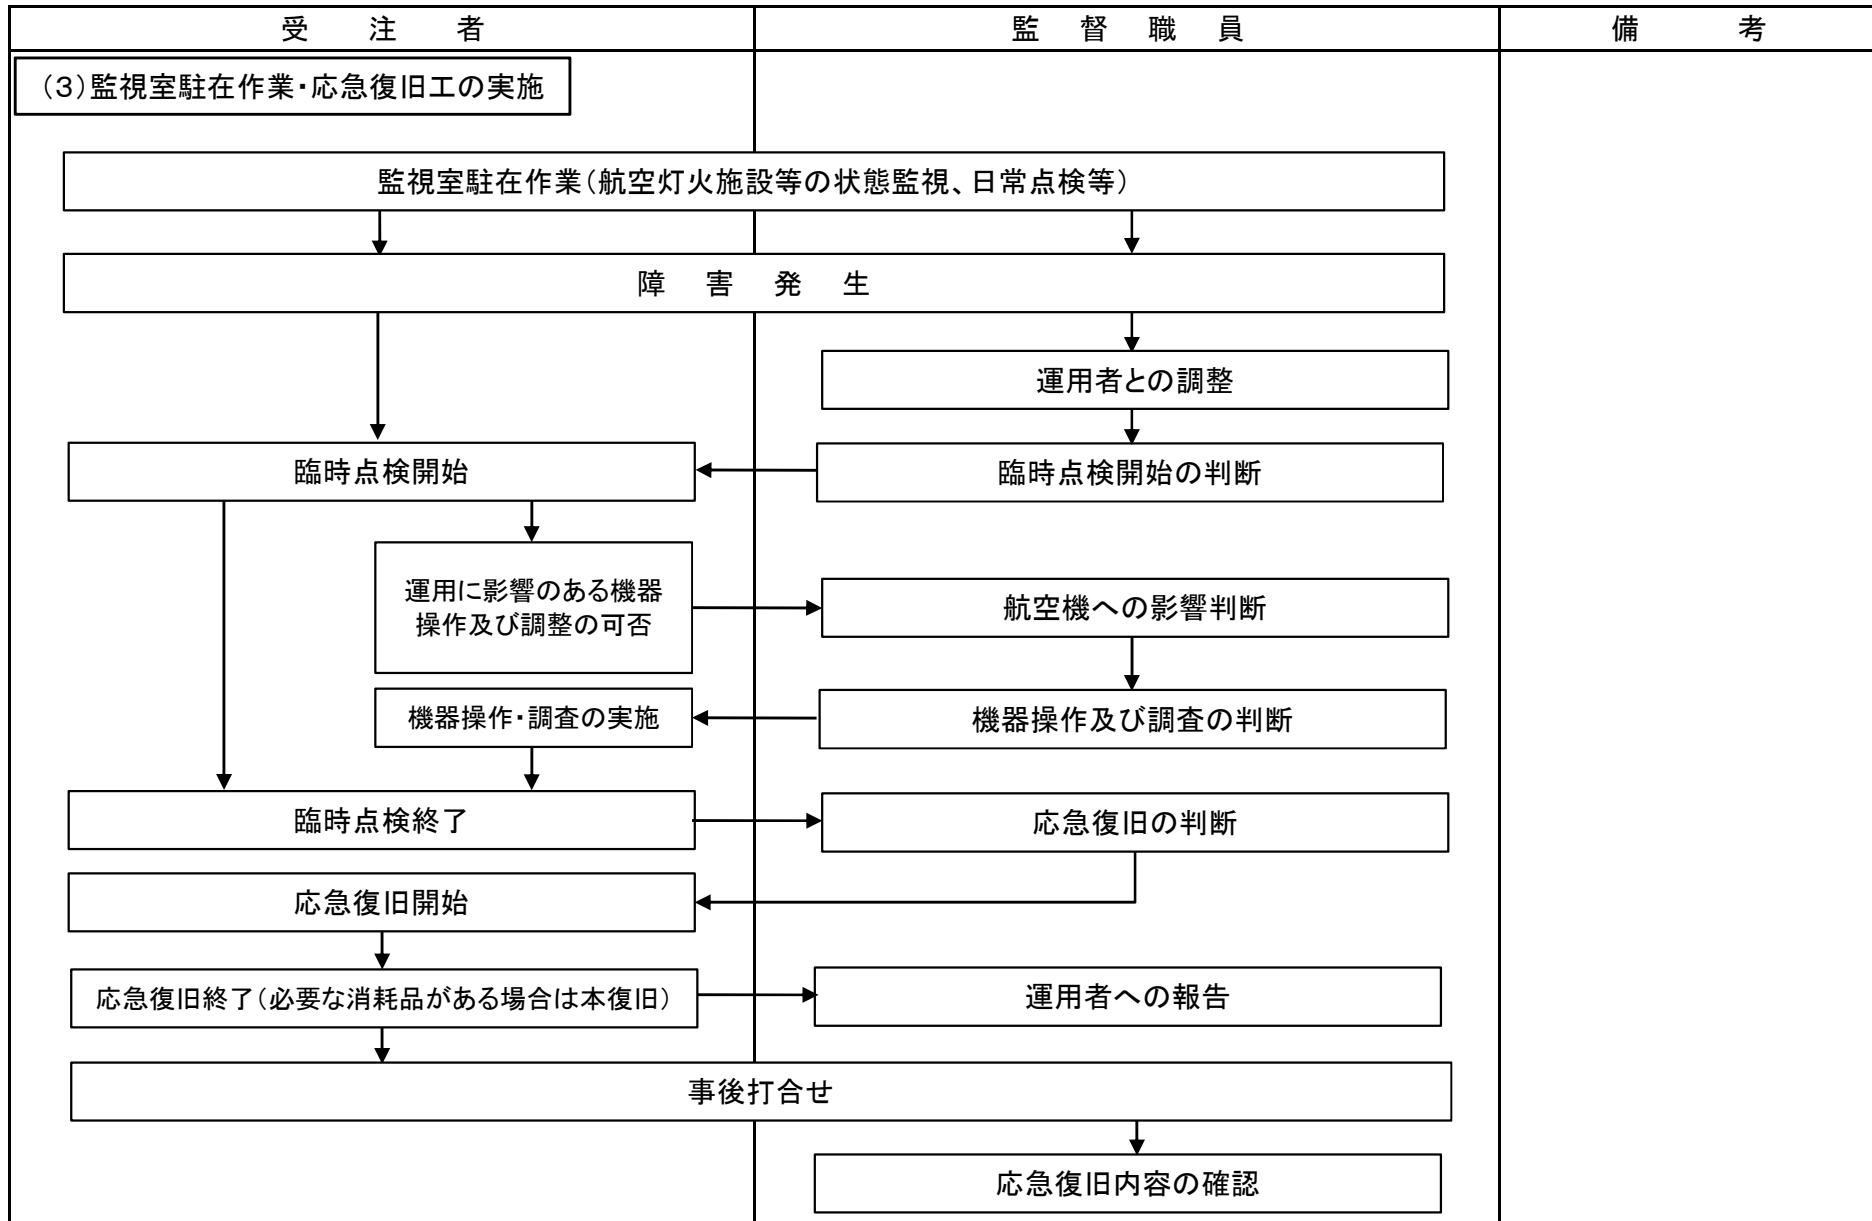 受注者
監督職員
備考
（３）監視室駐在作業・応急復旧工の実施
監視室駐在作業（航空灯火施設等の状態監視、日常点検等）
障害発生
運用者との調整
臨時点検開始
臨時点検開始の判断
運用に影響のある機器
操作及び調整の可否
航空機への影響判断
機器操作・調査の実施
機器操作及び調査の判断
臨時点検終了
応急復旧の判断
応急復旧開始
応急復旧終了（必要な消耗品がある場合は本復旧）
運用者への報告
事後打合せ
応急復旧内容の確認